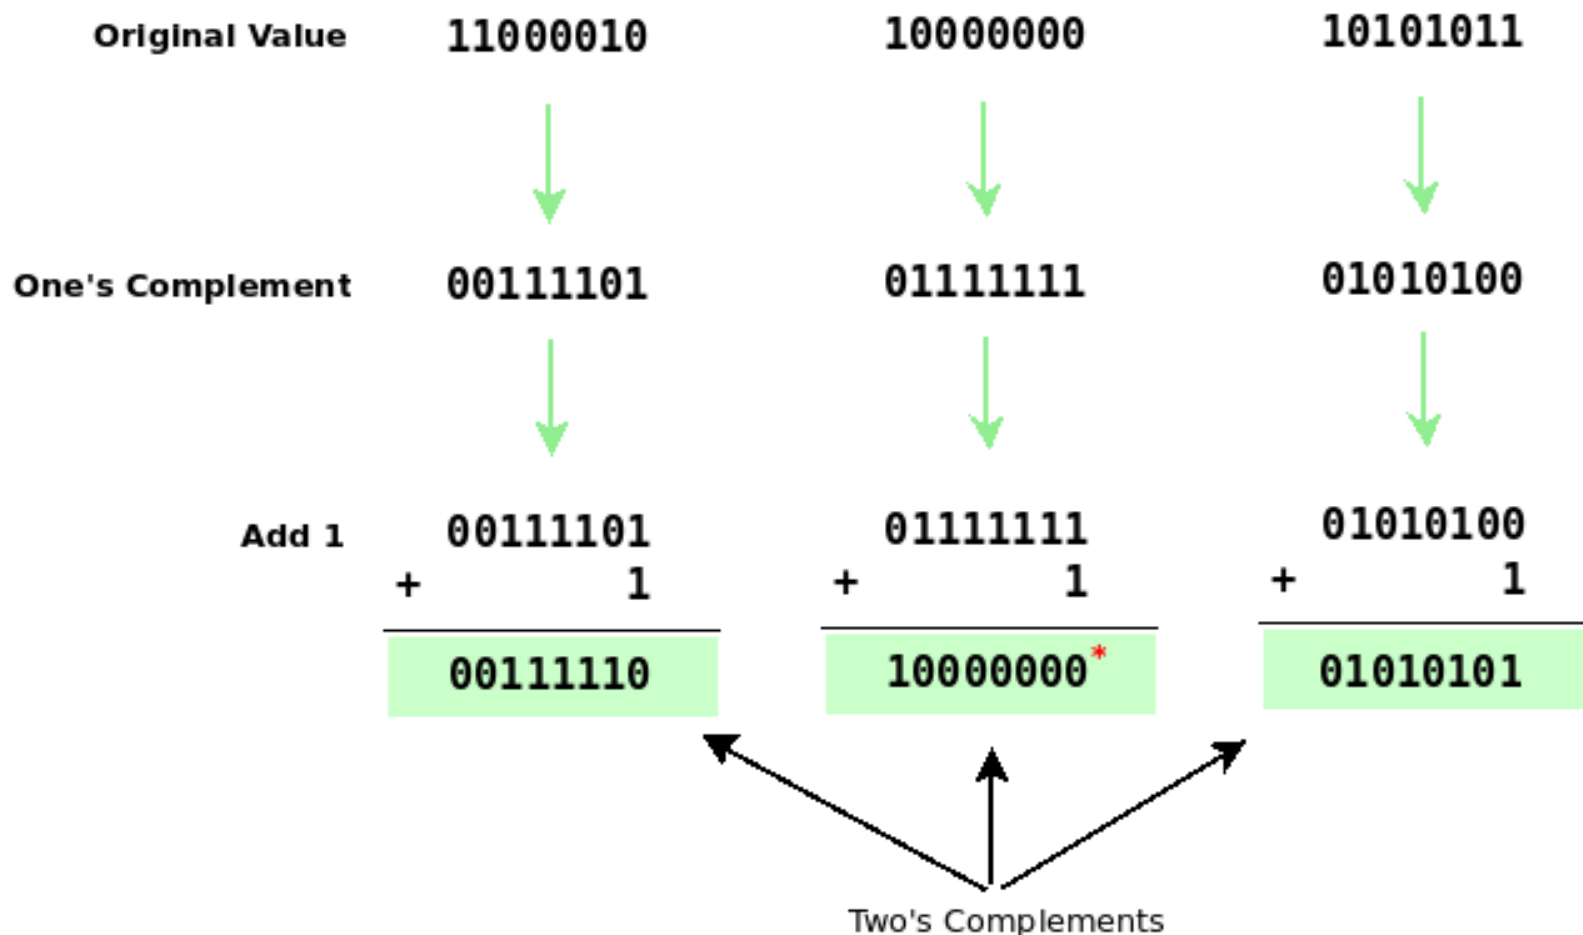 Original Value 11000010 10000000 10101011
One's Complement 00111101 01111111 01010100
Add 1 00111101 01111111 01010100
+ 1 + 1 + 1
00111110 10000000* 01010101
Two's Complements